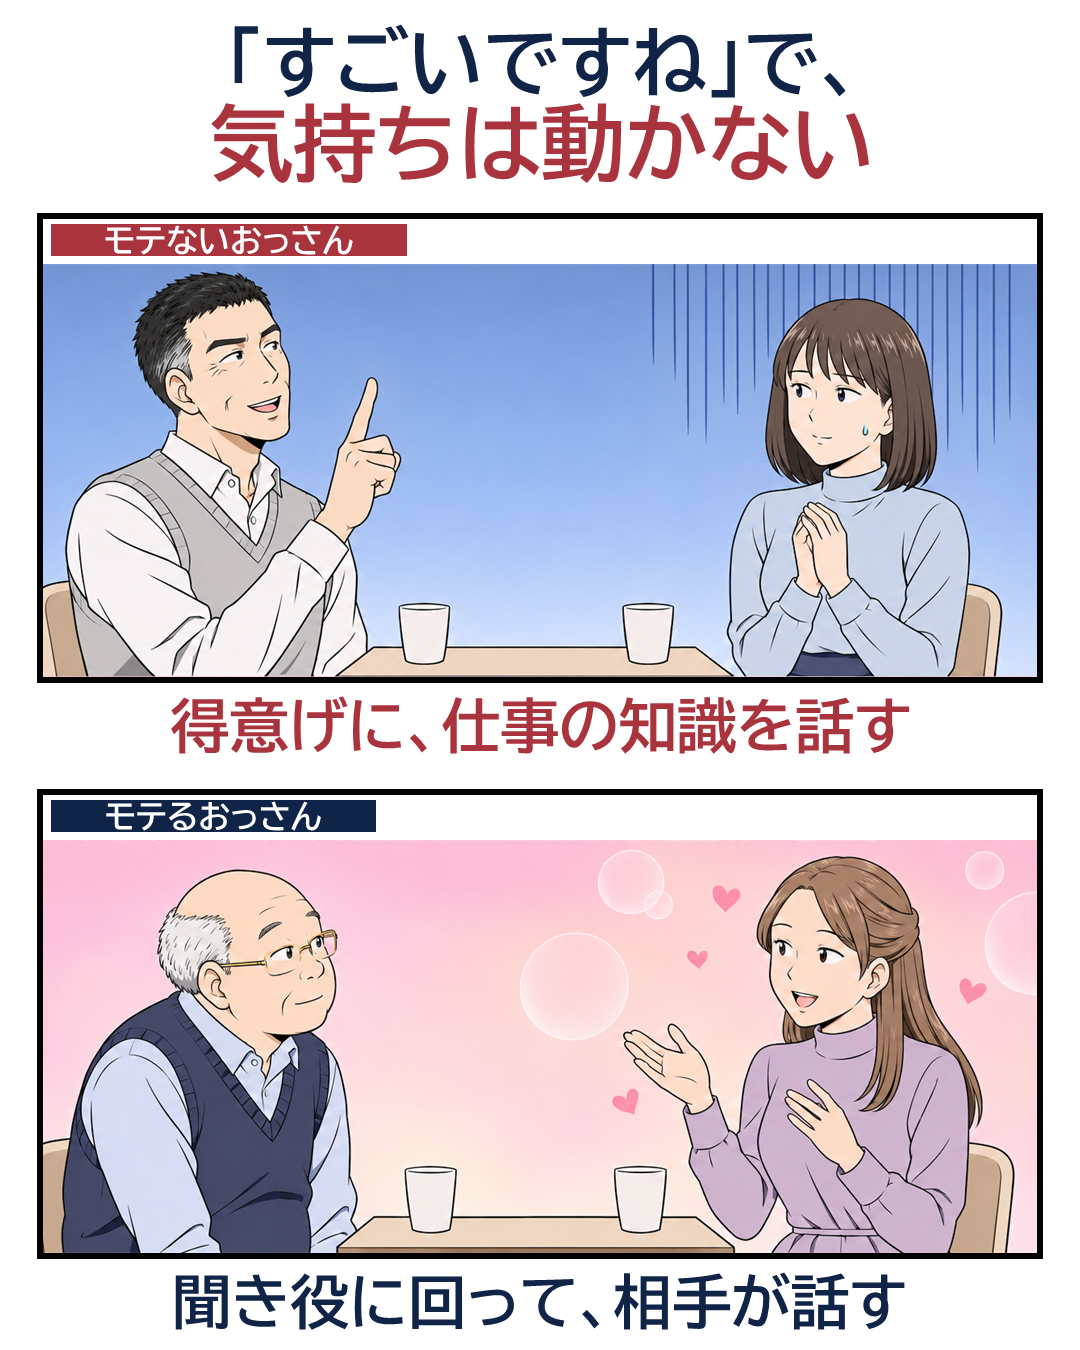 「すごいですね」で、
気持ちは動かない
モテないおっさん
得意げに、仕事の知識を話す
モテるおっさん
聞き役に回って、相手が話す